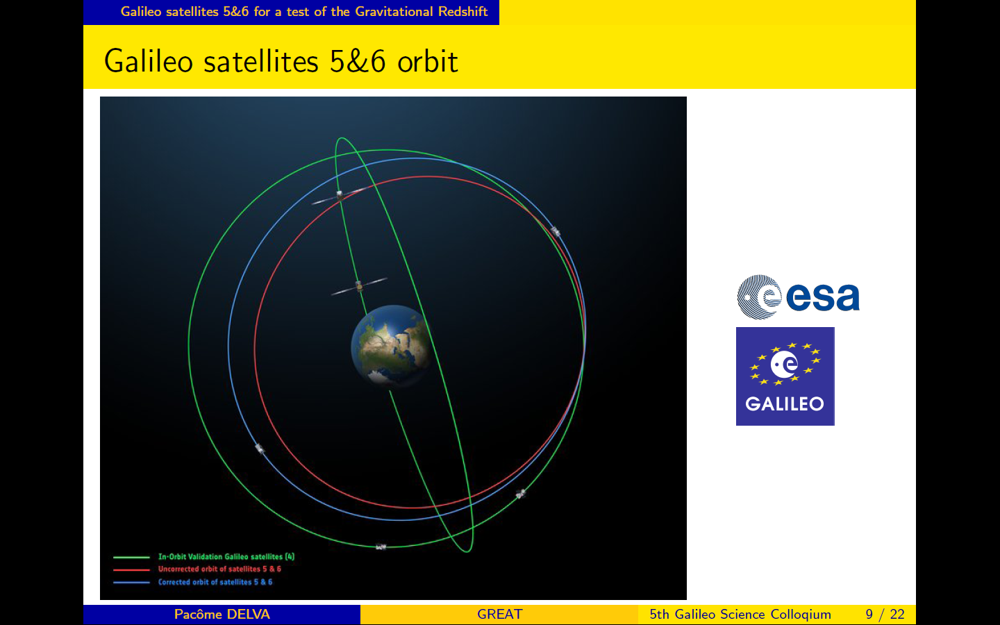 Galileo satellites 5&6 for a test of the Gravitational Redshift
Galileo satellites 5&6 orbit
esa
GALILEO
In-Orbit Validation Galileo satellites (4)
Uncorrected orbit of satellites 5 & 6
Corrected orbit of satellites 5 & 6
Pacôme DELVA GREAT 5th Galileo Science Colloqium 9 / 22